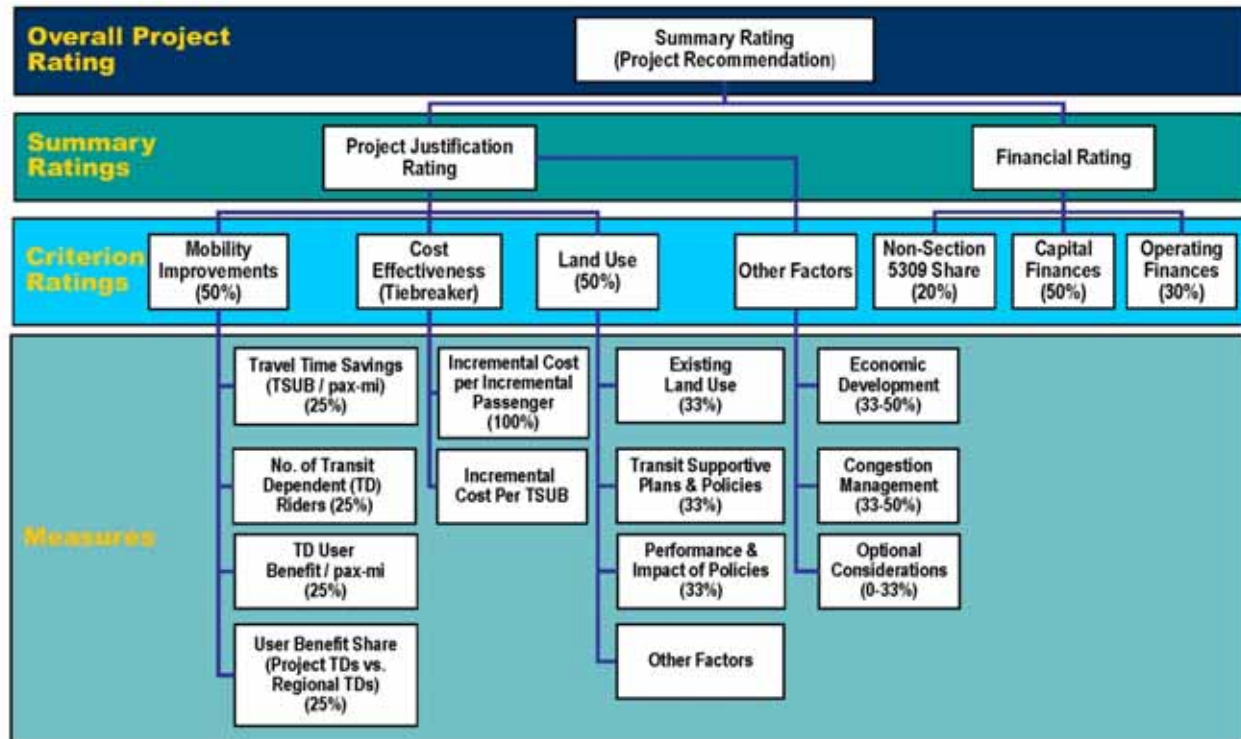 Overall Project
Rating
Summary Rating
(Project Recommendation)
Summary
Ratings
Project Justification
Rating
Financial Rating
Criterion
Ratings
Mobility
Improvements
(50%)
Cost
Effectiveness
(Tiebreaker)
Land Use
(50%)
Other Factors
Non-Section
5309 Share
(20%)
Capital
Finances
(50%)
Operating
Finances
(30%)
Measures
Travel Time Savings
(TSUB / pax-mi)
(25%)
No. of Transit
Dependent (TD)
Riders (25%)
TD User
Benefit / pax-mi
(25%)
User Benefit Share
(Project TDs vs.
Regional TDs)
(25%)
Incremental Cost
per Incremental
Passenger
(100%)
Incremental
Cost Per TSUB
Existing
Land Use
(33%)
Transit Supportive
Plans & Policies
(33%)
Performance &
Impact of Policies
(33%)
Other Factors
Economic
Development
(33-50%)
Congestion
Management
(33-50%)
Optional
Considerations
(0-33%)